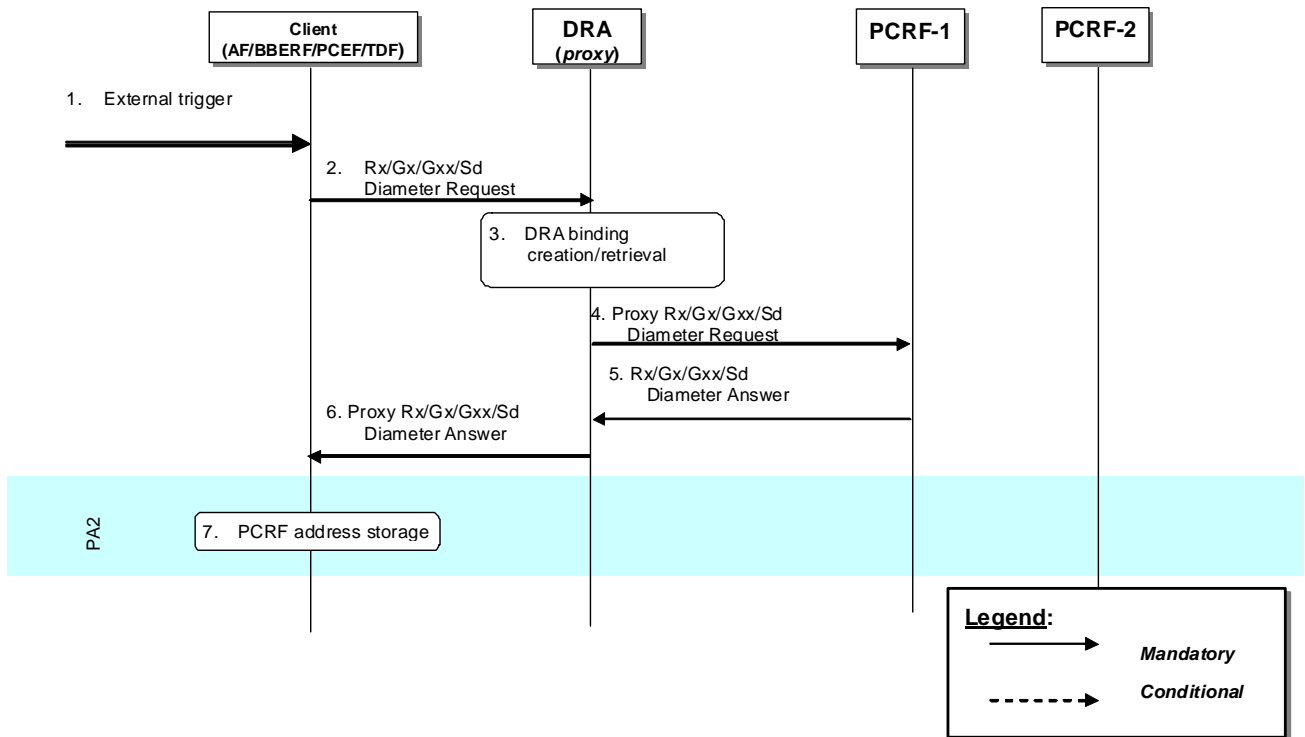 Client
(AF/BBERF/PCEF/TDF)
DRA
(proxy)
PCRF-1
PCRF-2
1. External trigger
2. Rx/Gx/Gxx/Sd
Diameter Request
3. DRA binding
creation/retrieval
4. Proxy Rx/Gx/Gxx/Sd
Diameter Request
5. Rx/Gx/Gxx/Sd
Diameter Answer
6. Proxy Rx/Gx/Gxx/Sd
Diameter Answer
PA2
7. PCRF address storage
Legend:
Mandatory
Conditional